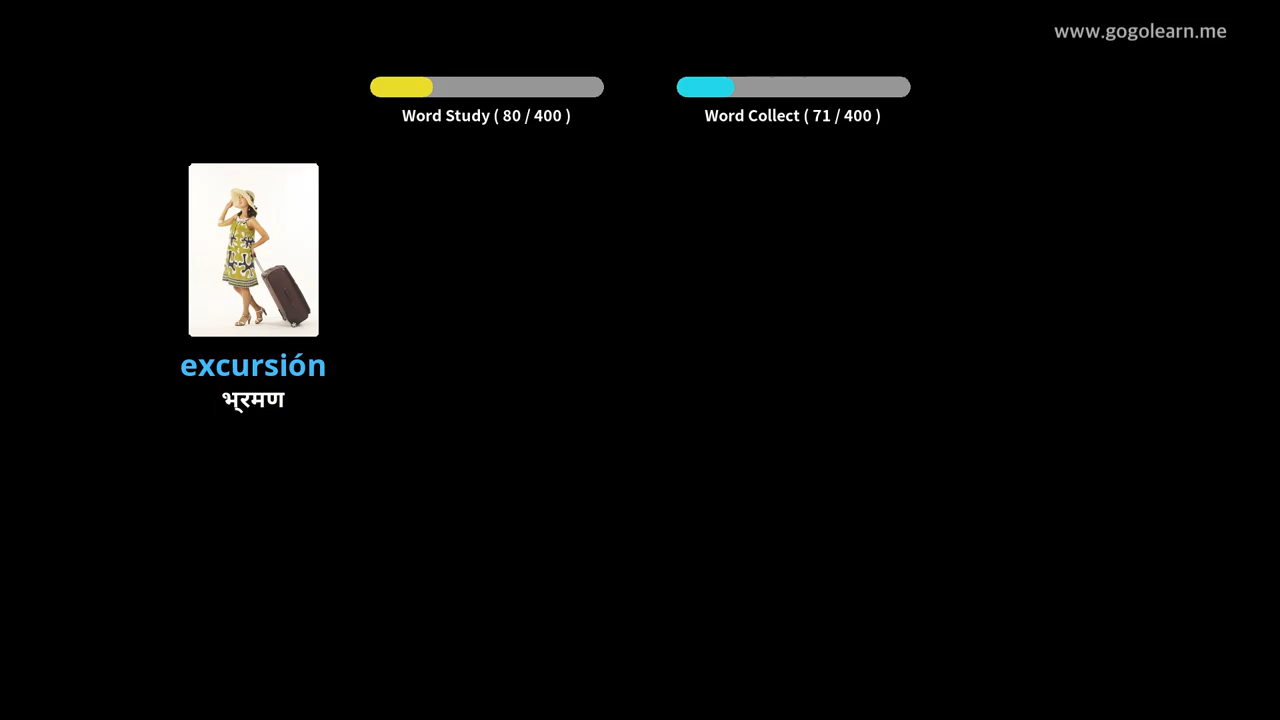 www.gogolearn.me
Word Study ( 80 / 400 )
Word Collect ( 71 / 400 )
excursión
भ्रमण